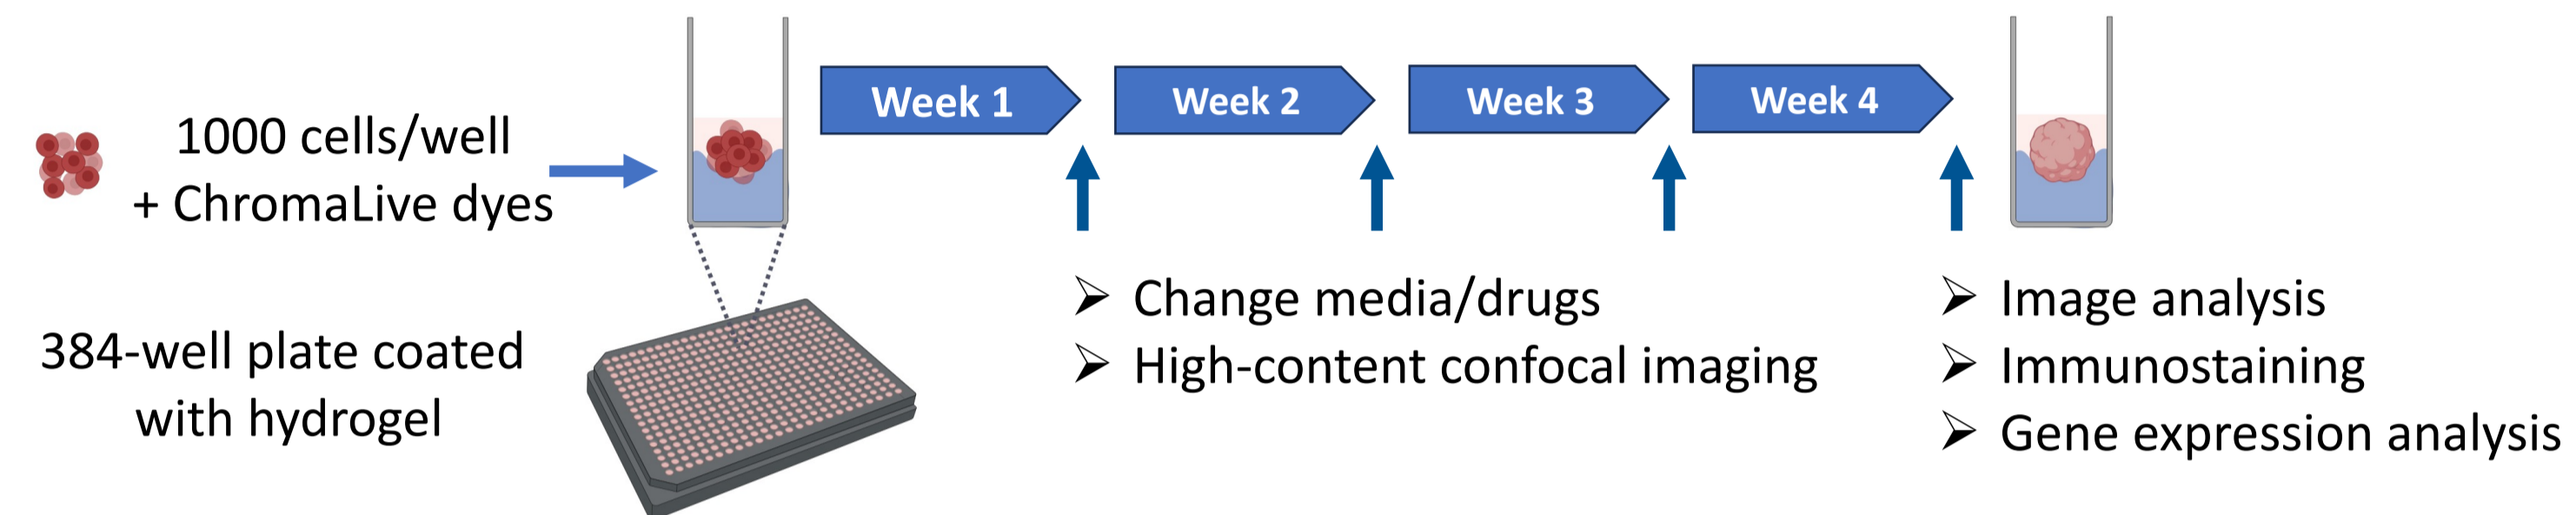 1000 cells/well
+ ChromaLive dyes
384-well plate coated
with hydrogel
Week 1
Week 2
Week 3
Week 4
Change media/drugs
High-content confocal imaging
Image analysis
Immunostaining
Gene expression analysis